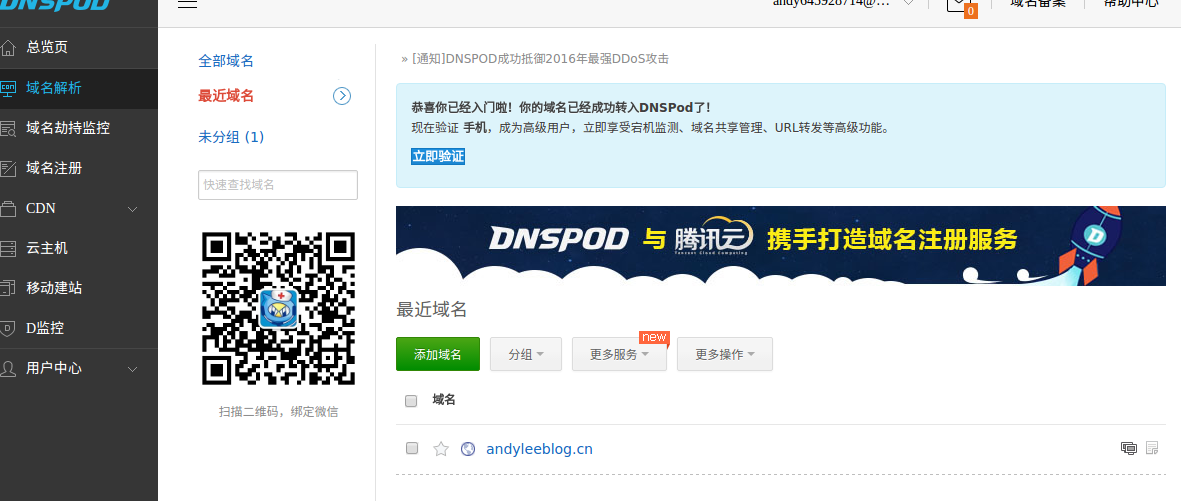 DNSPOD
andy645928714@...
0
域名备案
帮助中心
总览页
域名解析
域名劫持监控
域名注册
CDN
云主机
移动建站
D监控
用户中心
全部域名
最近域名
未分组 (1)
快速查找域名
扫描二维码，绑定微信
» [通知]DNSPOD成功抵御2016年最强DDoS攻击
恭喜你已经入门啦！你的域名已经成功转入DNSPod了！
现在验证 手机，成为高级用户，立即享受宕机监测、域名共享管理、URL转发等高级功能。
立即验证
DNSPOD 与 腾讯云 携手打造域名注册服务
Tencent Cloud Computing
最近域名
添加域名
分组
更多服务
new
更多操作
域名
andyleeblog.cn